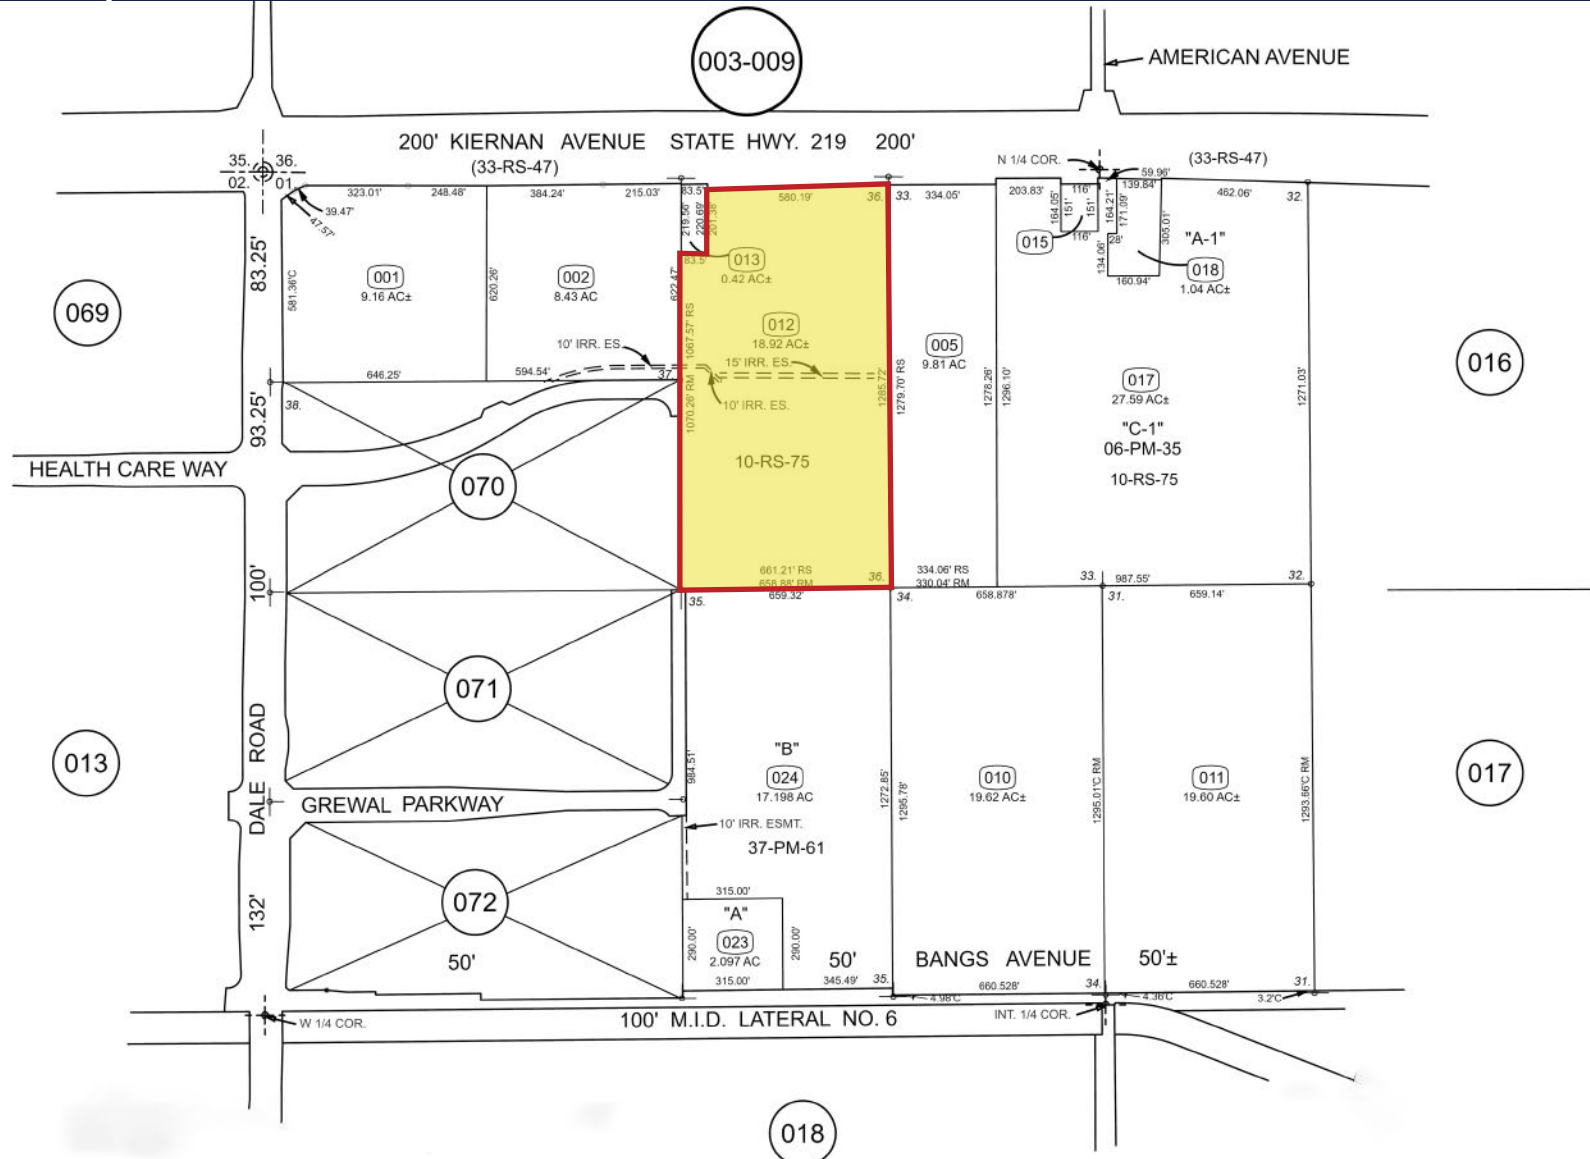 003-009
AMERICAN AVENUE
200' KIERNAN AVENUE STATE HWY. 219 200'
(33-RS-47)
N 1/4 COR.
(33-RS-47)
35. 36.
02. 01
59.96'
323.01' 248.48' 384.24' 215.03' 83.5' 580.19' 36. 33. 334.05' 203.83' 116' 139.84' 462.06' 32.
39.47'
47.57'
219.56'
220.69'
201.38'
164.05'
151'
151'
164.21'
171.09'
305.01'
116'
28'
015
"A-1"
018
1.04 AC±
134.06'
160.94'
83.25'
581.36'C
001
9.16 AC±
620.26'
002
8.43 AC
622.47'
83.5'
013
0.42 AC±
069
1067.57' RS
012
18.92 AC±
10' IRR. ES.
15' IRR. ES.
10' IRR. ES.
005
9.81 AC
016
646.25' 594.54' 37.
38.
93.25'
1070.26' RM
1285.72'
1279.70' RS
1278.26'
1296.10'
017
27.59 AC±
"C-1"
06-PM-35
10-RS-75
1271.03'
HEALTH CARE WAY
070
10-RS-75
100'
661.21' RS
658.88' RM
36.
334.06' RS
330.04' RM
33. 987.55' 32.
35. 659.32' 34. 658.878' 31. 659.14'
071
013
DALE ROAD
984.51'
"B"
024
17.198 AC
1272.85'
1295.78'
010
19.62 AC±
1295.01'C RM
011
19.60 AC±
1293.66'C RM
017
GREWAL PARKWAY
10' IRR. ESMT.
37-PM-61
132'
072
50'
315.00'
"A"
023
2.097 AC
290.00'
290.00'
315.00'
50'
345.49'
35.
BANGS AVENUE 50'±
660.528' 34. 660.528' 31.
4.98'C
4.36'C
3.2'C
W 1/4 COR.
100' M.I.D. LATERAL NO. 6
INT. 1/4 COR.
018